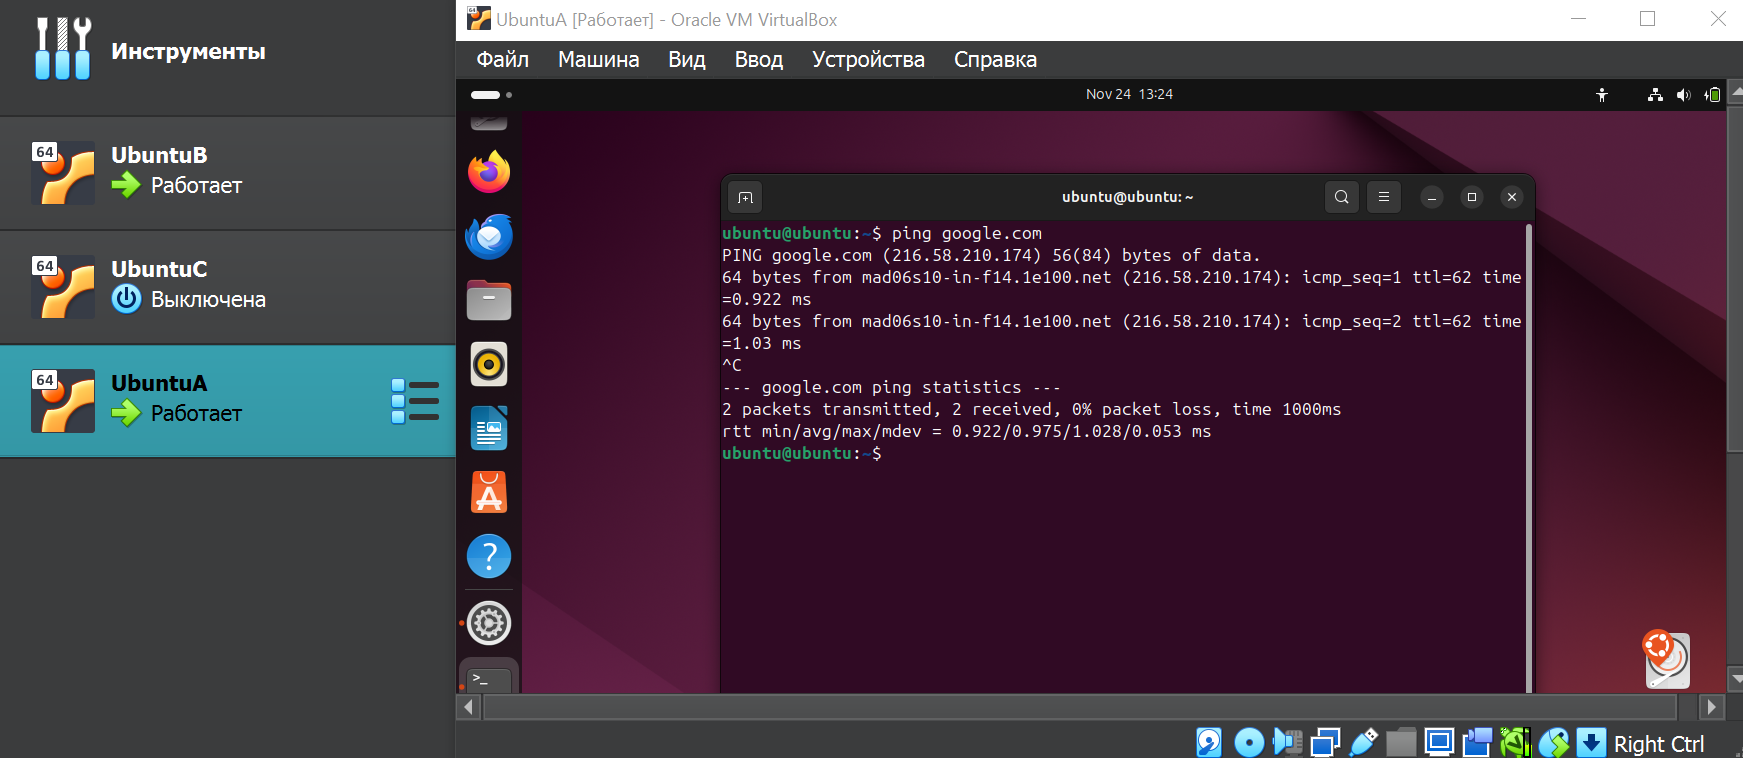 Инструменты
64
UbuntuB
Работает
64
UbuntuC
Выключена
64
UbuntuA
Работает
64
UbuntuA [Работает] - Oracle VM VirtualBox
Файл Машина Вид Ввод Устройства Справка
Nov 24 13:24
ubuntu@ubuntu: ~
ubuntu@ubuntu:~$ ping google.com
PING google.com (216.58.210.174) 56(84) bytes of data.
64 bytes from mad06s10-in-f14.1e100.net (216.58.210.174): icmp_seq=1 ttl=62 time
=0.922 ms
64 bytes from mad06s10-in-f14.1e100.net (216.58.210.174): icmp_seq=2 ttl=62 time
=1.03 ms
^C
--- google.com ping statistics ---
2 packets transmitted, 2 received, 0% packet loss, time 1000ms
rtt min/avg/max/mdev = 0.922/0.975/1.028/0.053 ms
ubuntu@ubuntu:~$
Right Ctrl